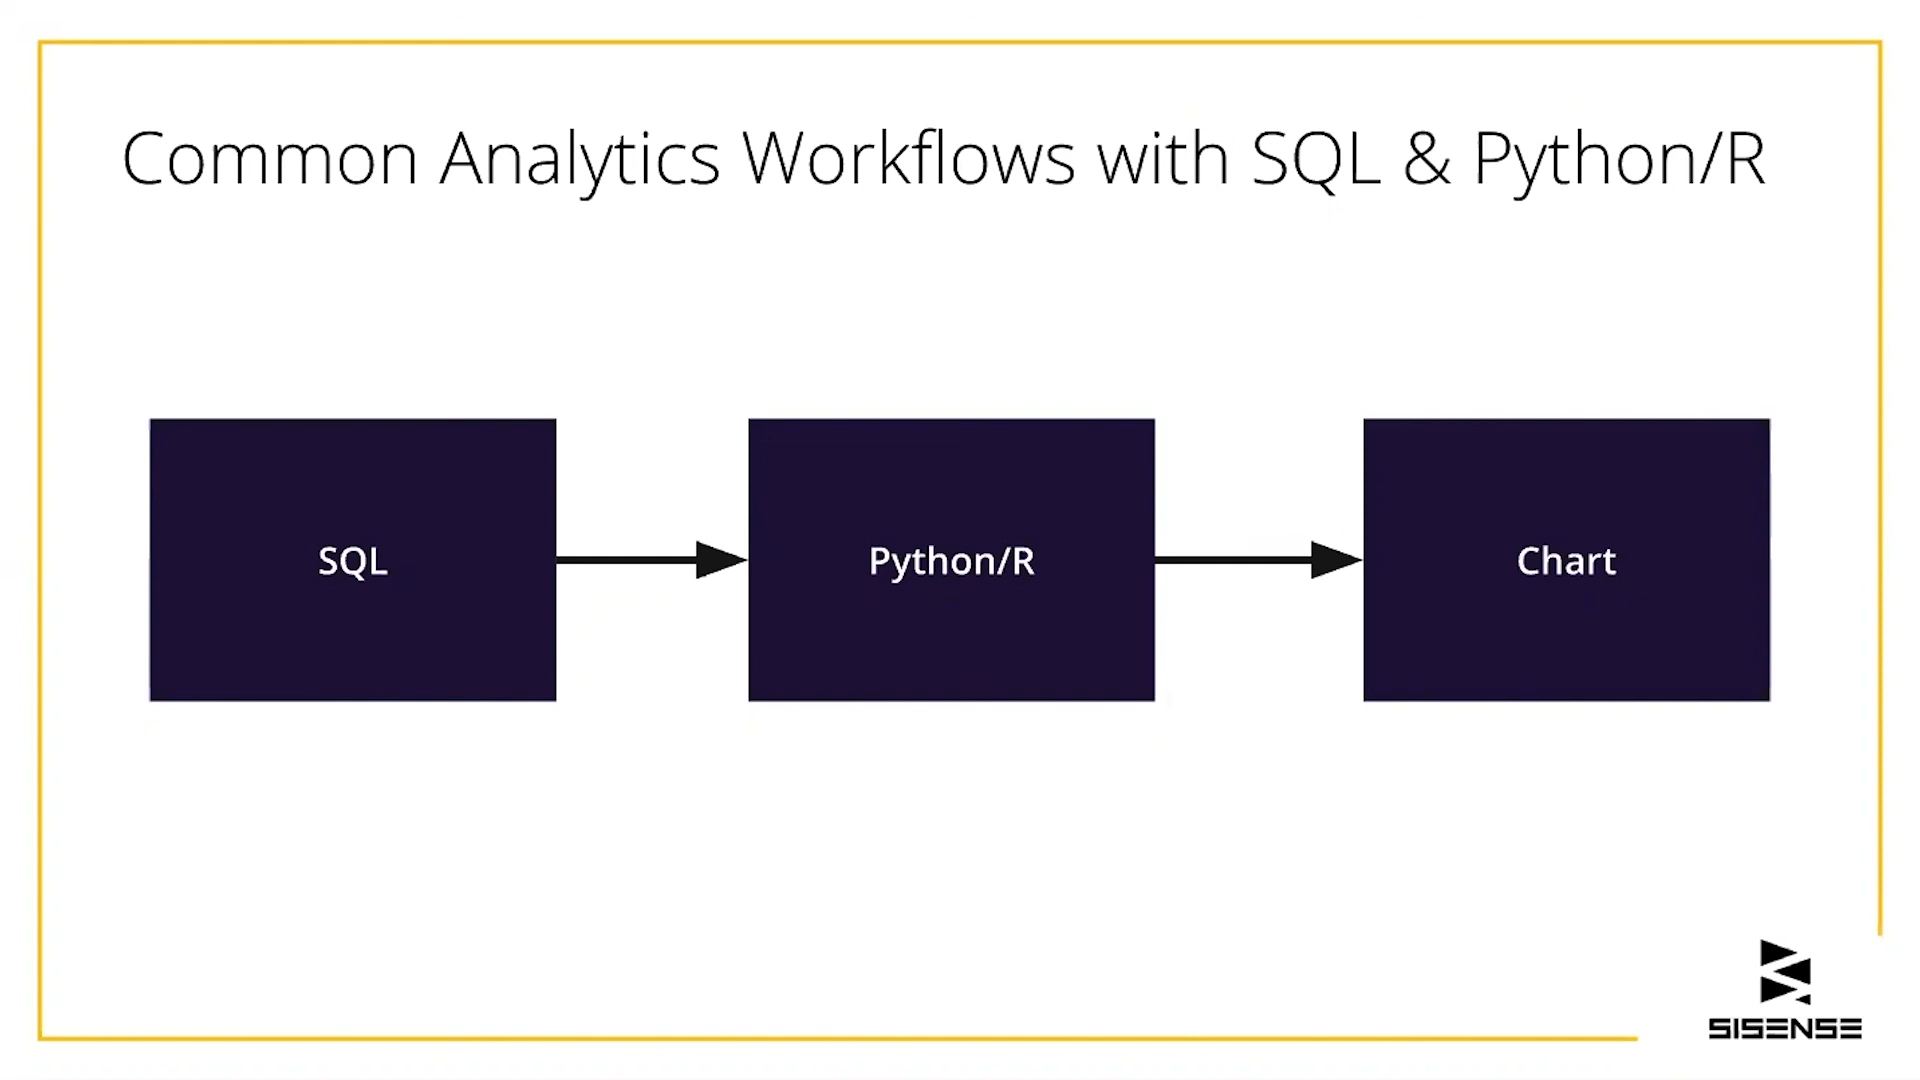 Common Analytics Workflows with SQL & Python/R
SQL
Python/R
Chart
SISENSE